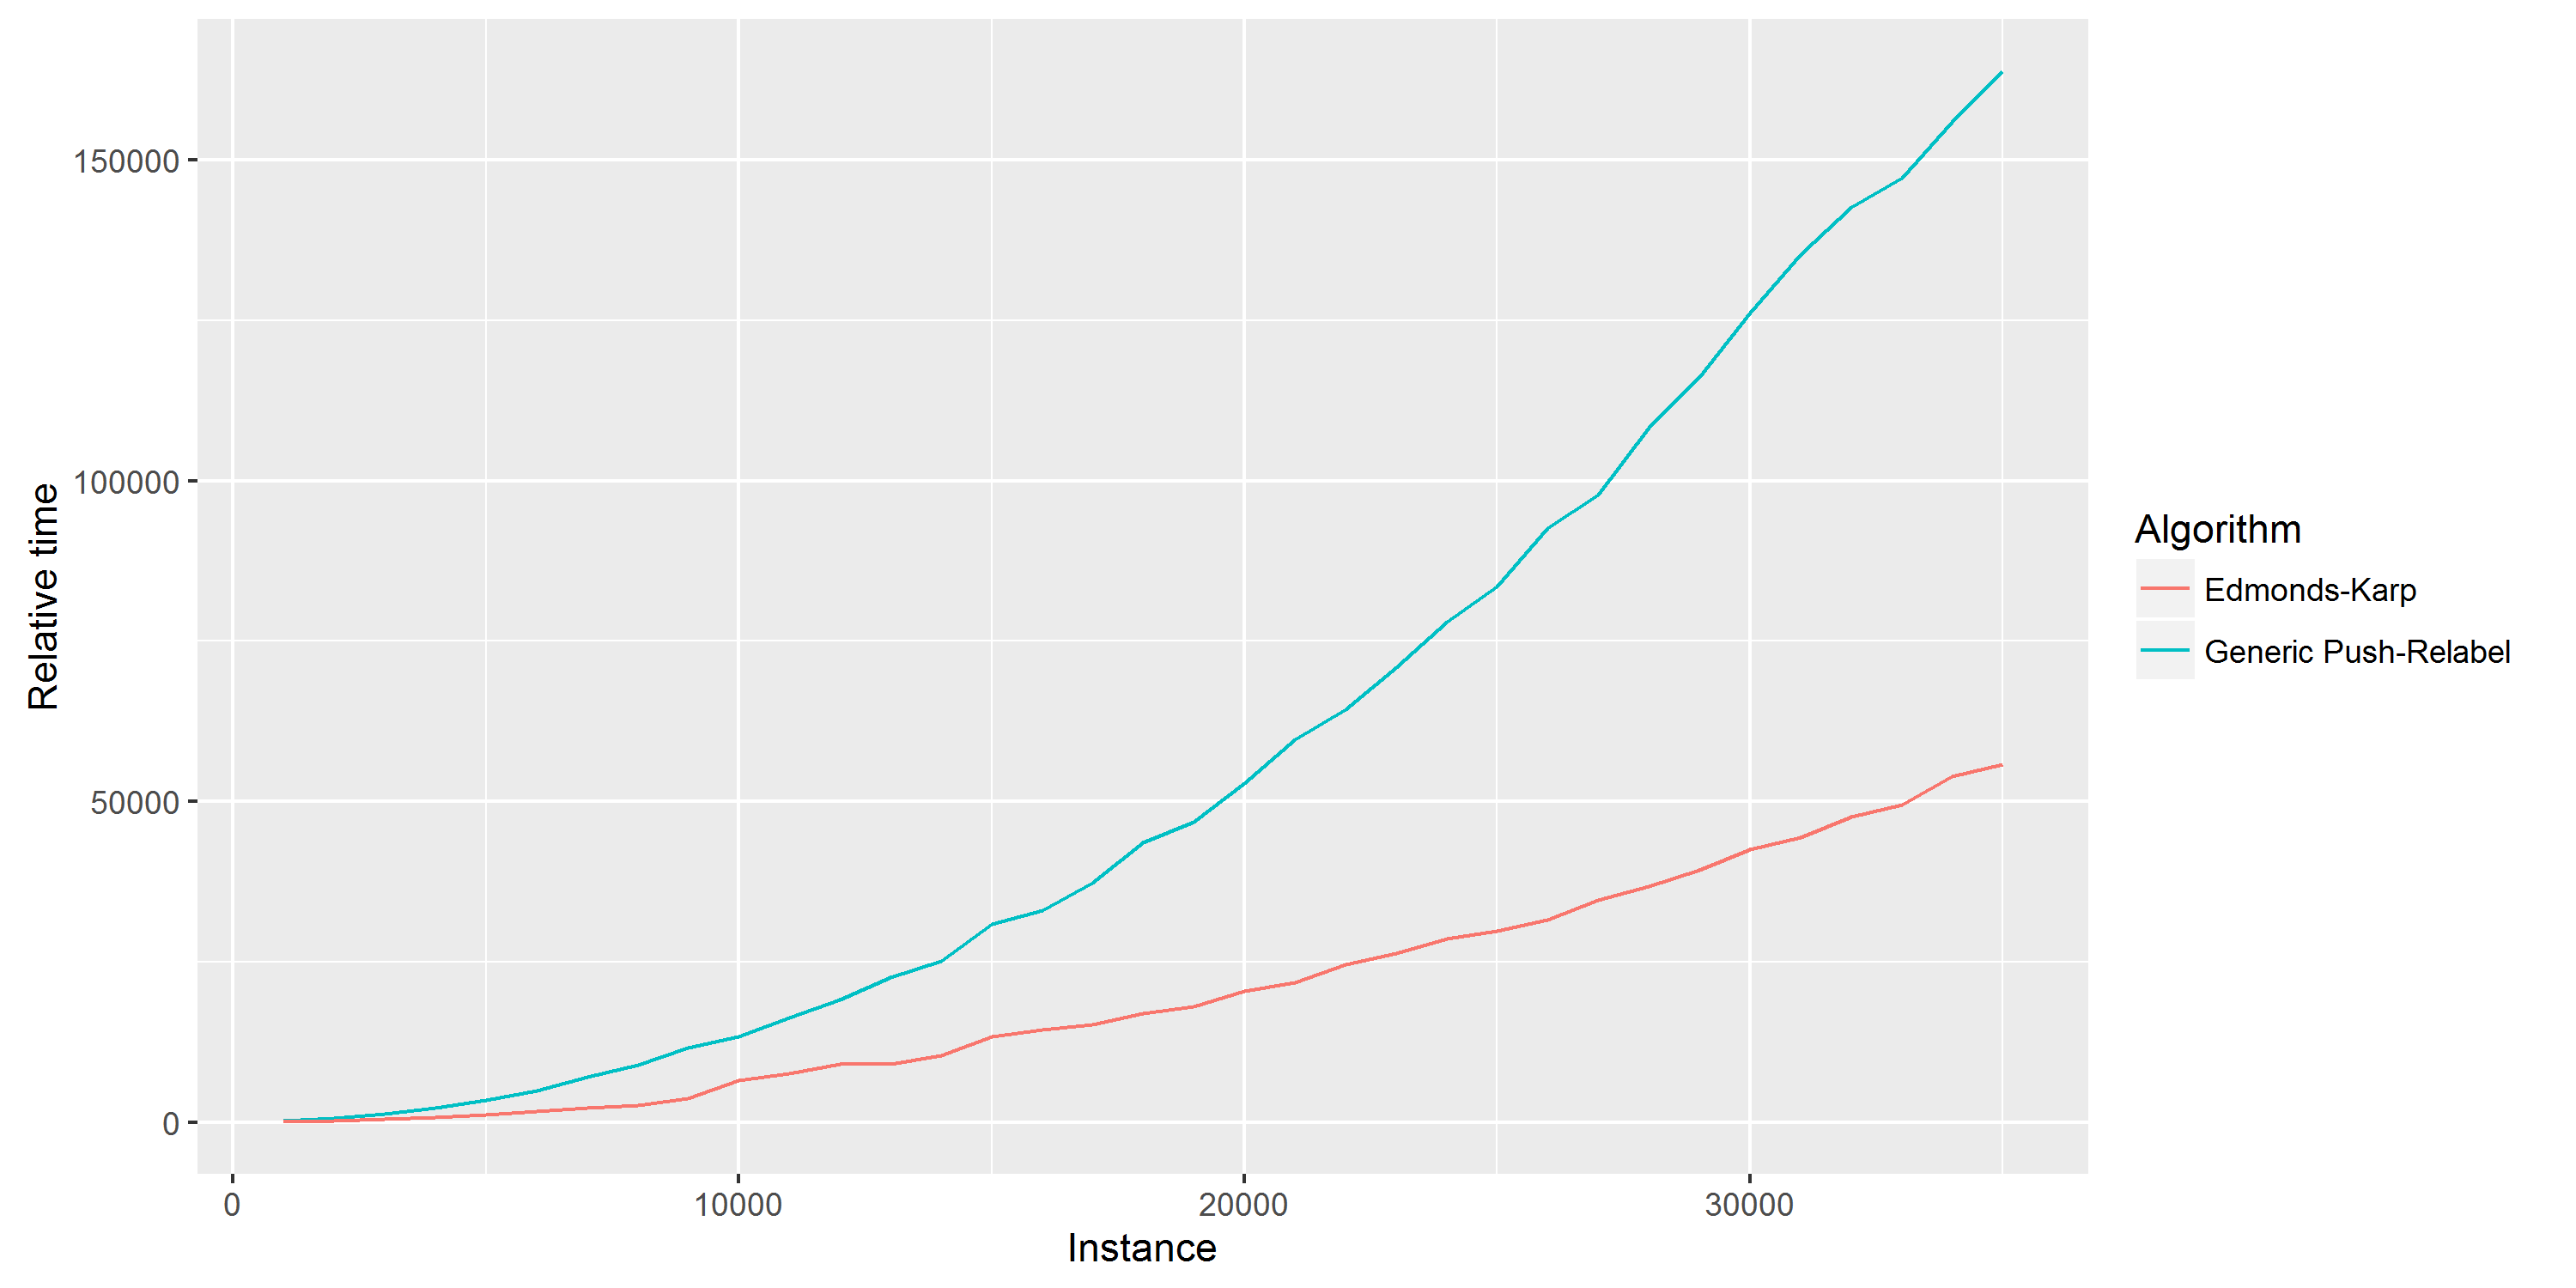 150000
100000
50000
0
Relative time
0
10000
20000
30000
Instance
Algorithm
Edmonds-Karp
Generic Push-Relabel